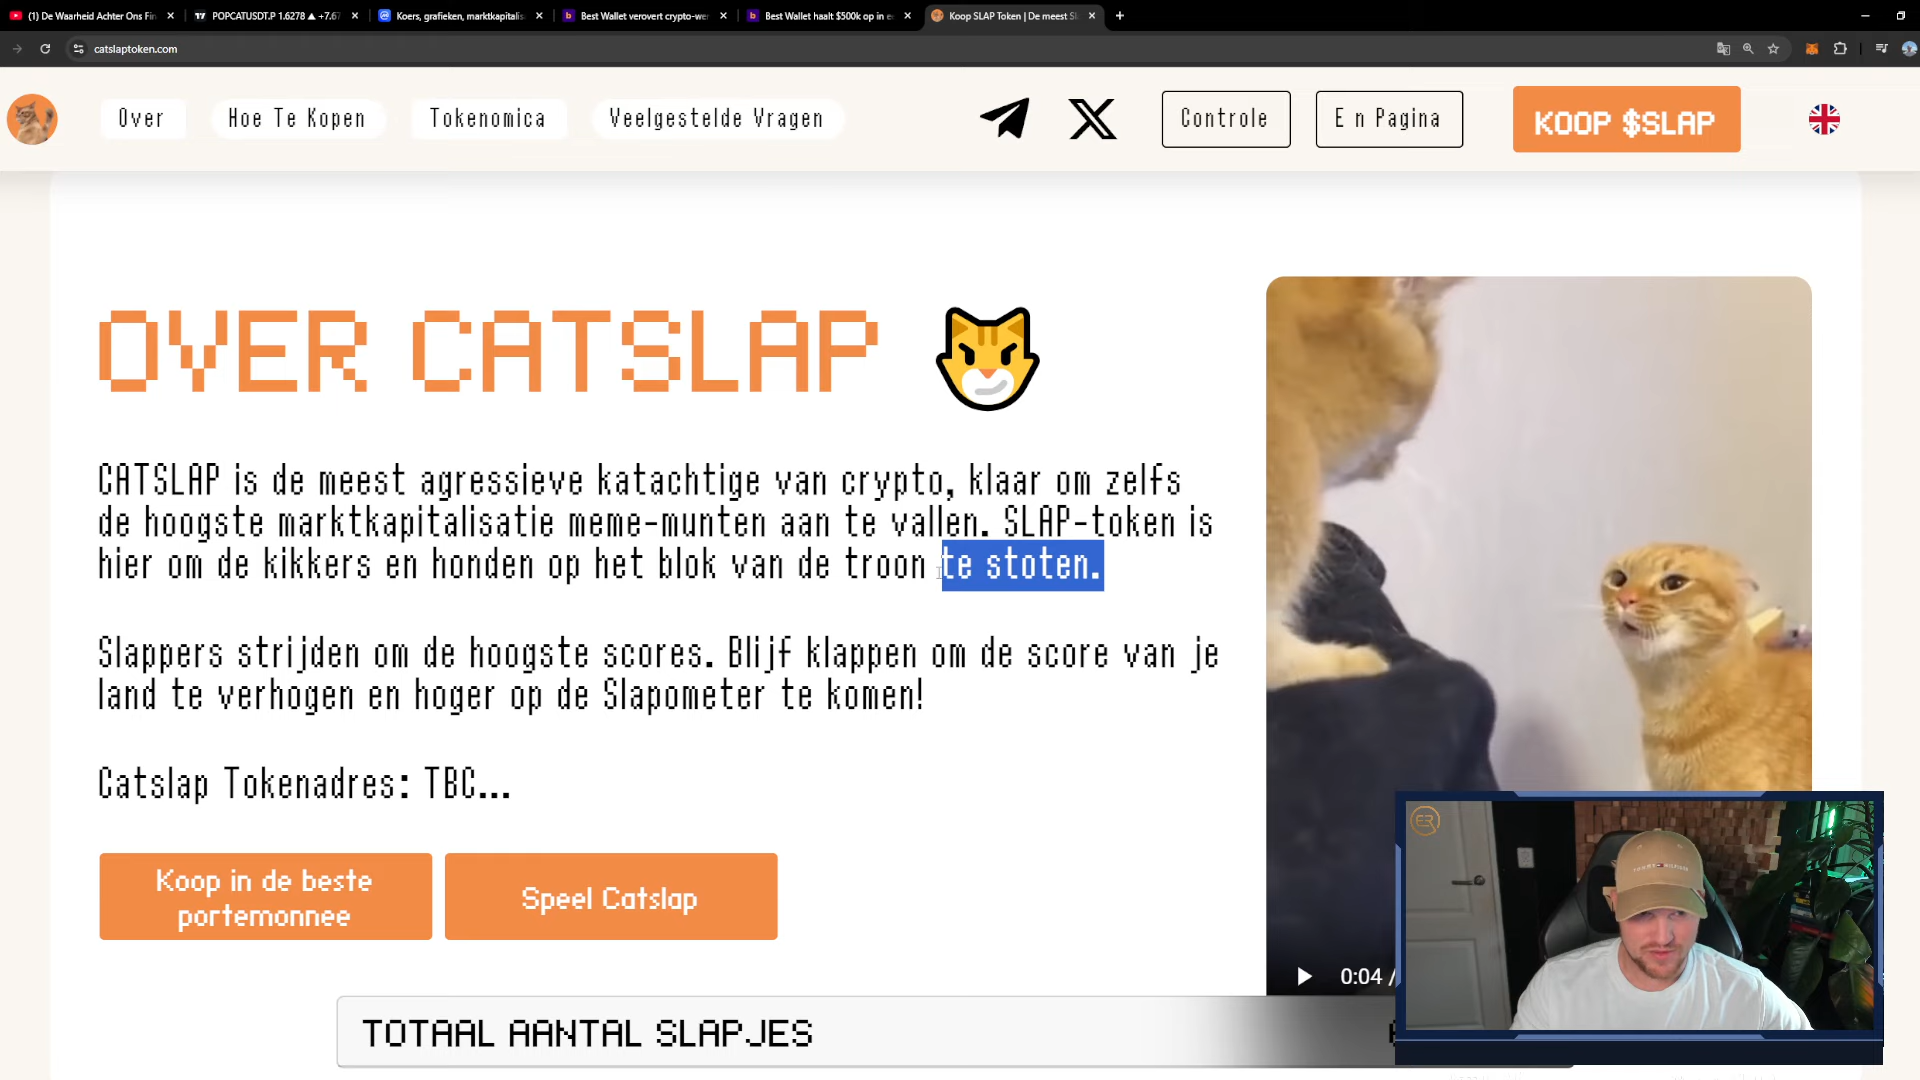 (1) De Waarheid Achter Ons Fin
POPCATUSDT.P 1.6278 ▲ +7.67
Koers, grafieken, marktkapitalis
Best Wallet verovert crypto-wer
Best Wallet haalt $500k op in e
Koop SLAP Token | De meest SL
catslaptoken.com
Over
Hoe Te Kopen
Tokenomica
Veelgestelde Vragen
Controle
E n Pagina
KOOP $SLAP
OVER CATSLAP
CATSLAP is de meest agressieve katachtige van crypto, klaar om zelfs
de hoogste marktkapitalisatie meme-munten aan te vallen. SLAP-token is
hier om de kikkers en honden op het blok van de troon te stoten.
Slappers strijden om de hoogste scores. Blijf klappen om de score van je
land te verhogen en hoger op de Slapometer te komen!
Catslap Tokenadres: TBC...
Koop in de beste
portemonnee
Speel Catslap
0:04 /
ER
TOTAAL AANTAL SLAPJES